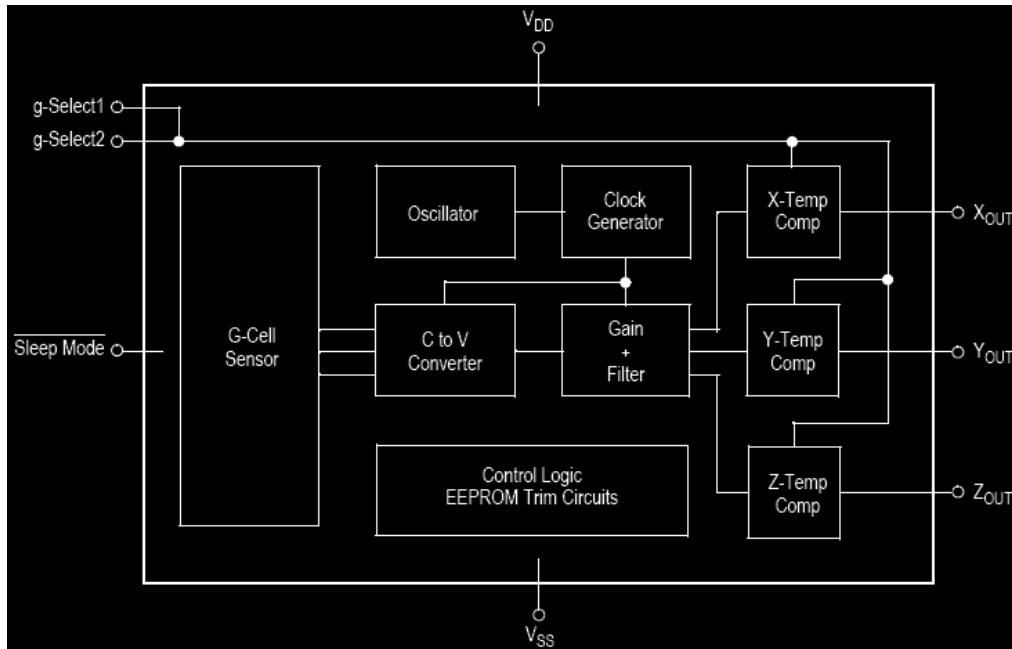 VDD
g-Select1
g-Select2
X-Temp
Comp
XOUT
Oscillator
Clock
Generator
Sleep Mode
G-Cell
Sensor
C to V
Converter
Gain
+
Filter
Y-Temp
Comp
YOUT
Control Logic
EEPROM Trim Circuits
Z-Temp
Comp
ZOUT
VSS